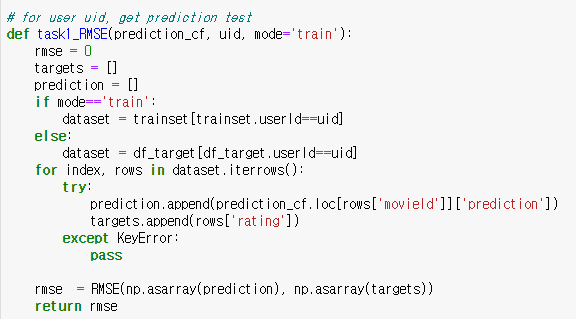 # for user uid, get prediction test
def task1_RMSE(prediction_cf, uid, mode='train'):
    rmse = 0
    targets = []
    prediction = []
    if mode=='train':
        dataset = trainset[trainset.userId==uid]
    else:
        dataset = df_target[df_target.userId==uid]
    for index, rows in dataset.iterrows():
        try:
            prediction.append(prediction_cf.loc[rows['movieId']]['prediction'])
            targets.append(rows['rating'])
        except KeyError:
            pass

    rmse  = RMSE(np.asarray(prediction), np.asarray(targets))
    return rmse